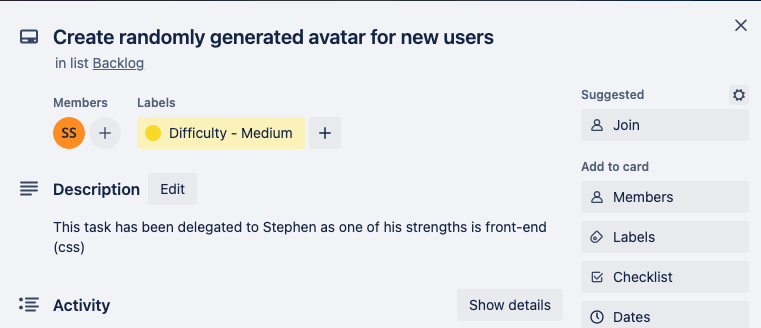 Create randomly generated avatar for new users
in list Backlog
Members
Labels
SS
Difficulty - Medium
Description
Edit
This task has been delegated to Stephen as one of his strengths is front-end
(css)
Activity
Show details
Suggested
Join
Add to card
Members
Labels
Checklist
Dates